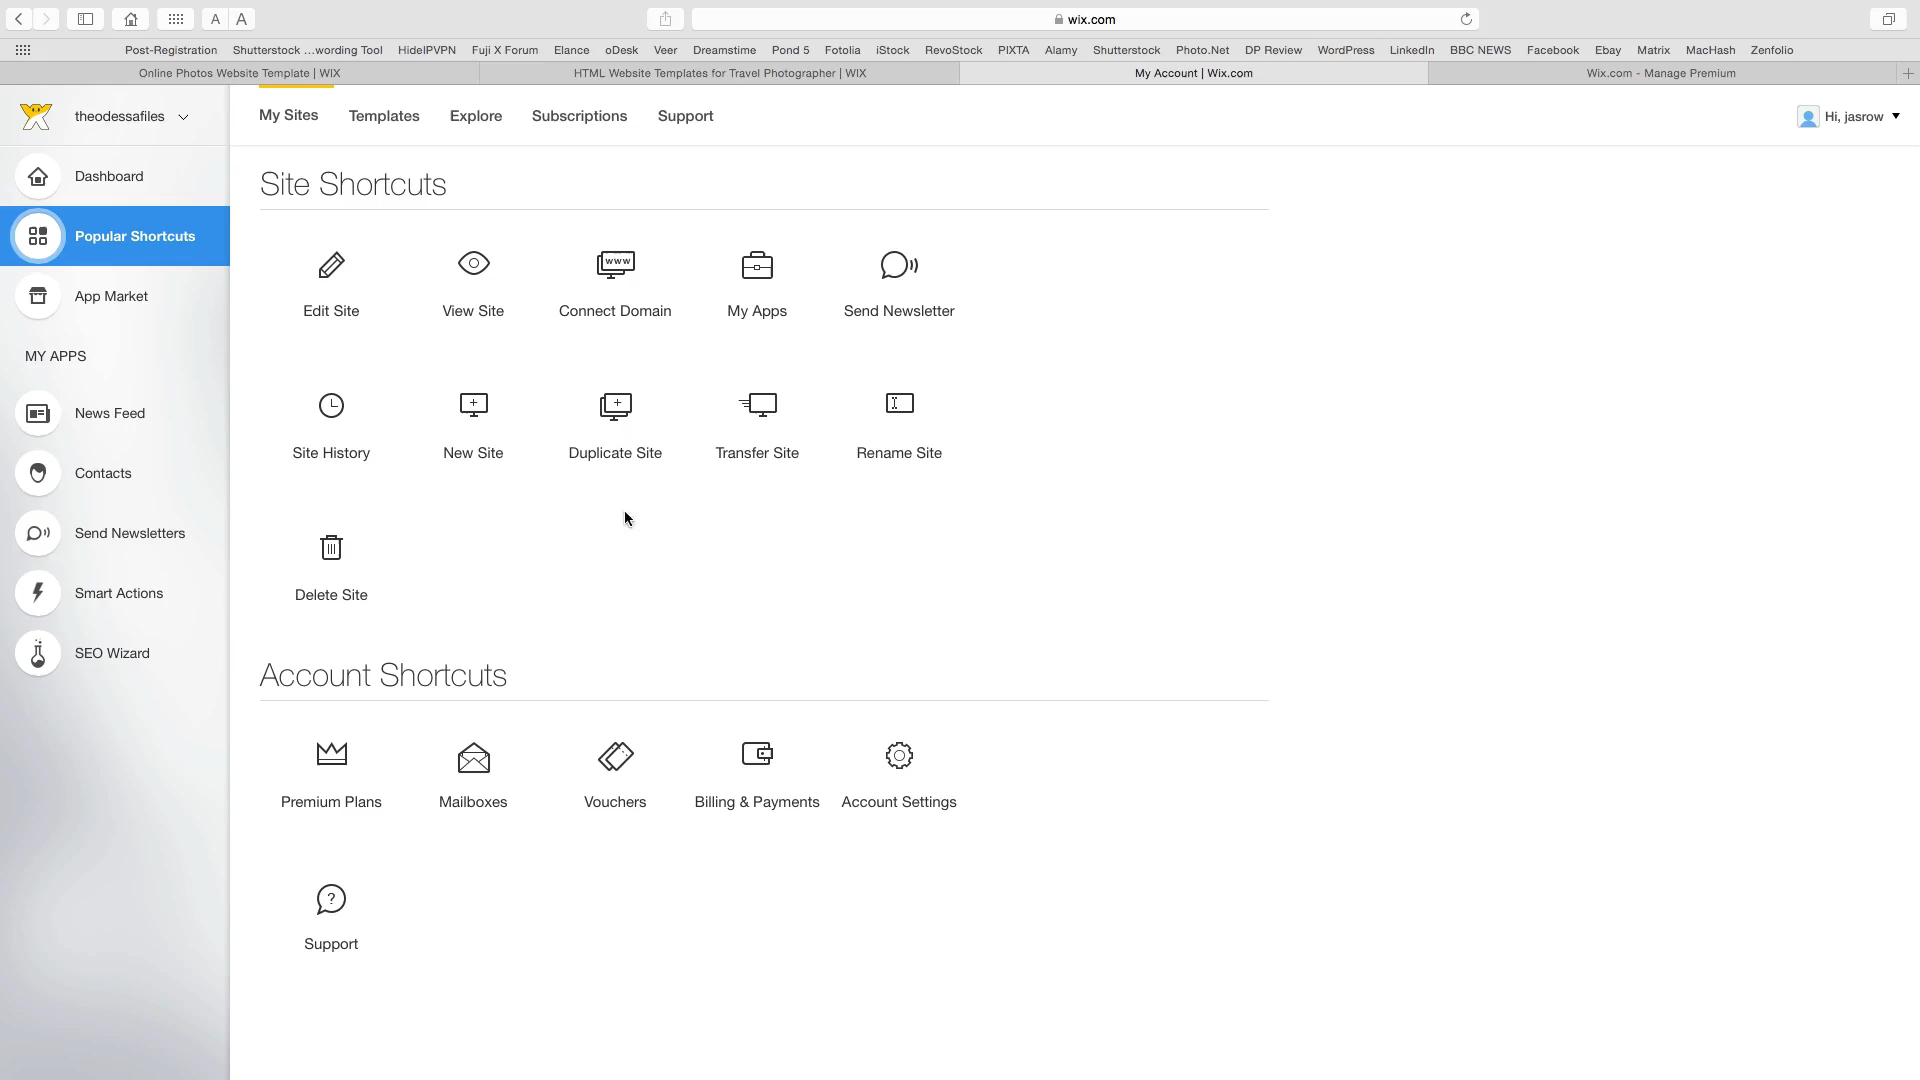 A A
wix.com
Post-Registration Shutterstock ...wording Tool HideIPVPN Fuji X Forum Elance oDesk Veer Dreamstime Pond 5 Fotolia iStock RevoStock PIXTA Alamy Shutterstock Photo.Net DP Review WordPress LinkedIn BBC NEWS Facebook Ebay Matrix MacHash Zenfolio
Online Photos Website Template | WIX HTML Website Templates for Travel Photographer | WIX My Account | Wix.com Wix.com - Manage Premium
theodessafiles My Sites Templates Explore Subscriptions Support Hi, jasrow
Dashboard
Popular Shortcuts
App Market
MY APPS
News Feed
Contacts
Send Newsletters
Smart Actions
SEO Wizard
Site Shortcuts
www
Edit Site View Site Connect Domain My Apps Send Newsletter
Site History New Site Duplicate Site Transfer Site Rename Site
Delete Site
Account Shortcuts
Premium Plans Mailboxes Vouchers Billing & Payments Account Settings
?
Support